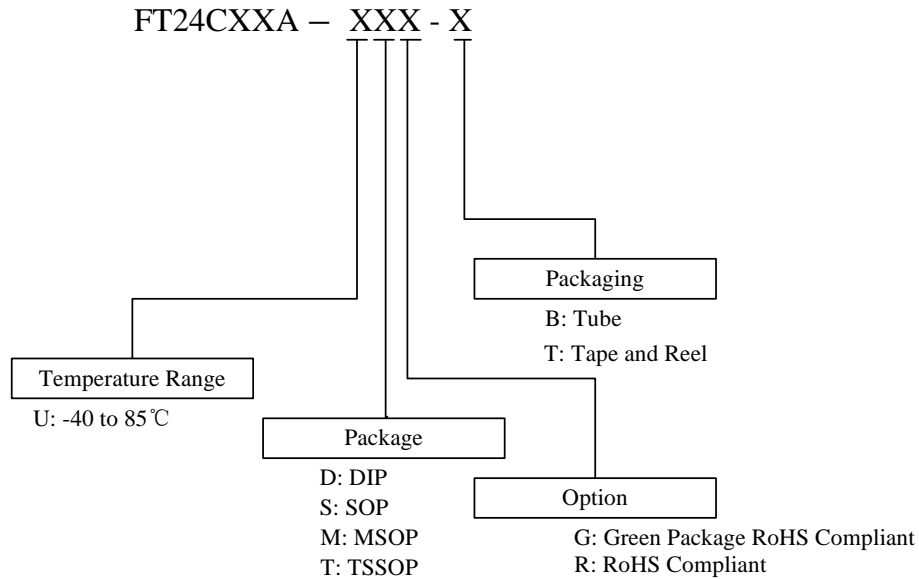 FT24CXXA – XXX - X
Packaging
B: Tube
T: Tape and Reel
Temperature Range
U: -40 to 85℃
Package
D: DIP
S: SOP
M: MSOP
T: TSSOP
Option
G: Green Package RoHS Compliant
R: RoHS Compliant